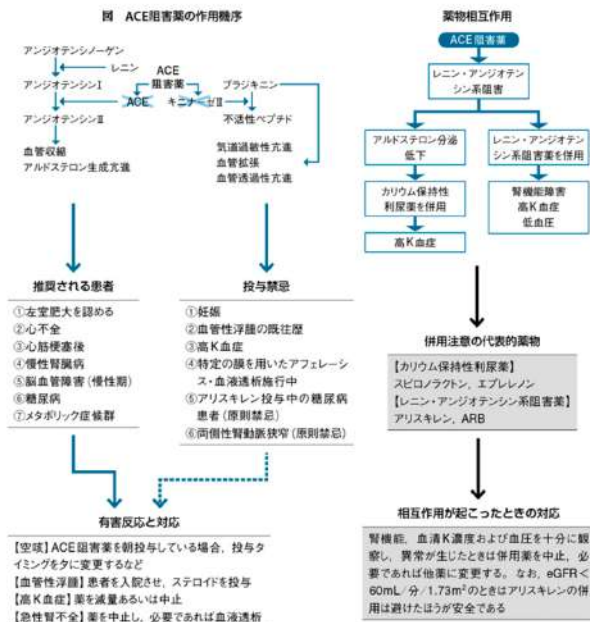 図 ACE阻害薬の作用機序
アンジオテンシノーゲン
レニン
アンジオテンシンⅠ
ACE
阻害薬
ブラジキニン
ACE
キニナーゼⅡ
アンジオテンシンⅡ
不活性ペプチド
血管収縮
アルドステロン生成亢進
気道過敏性亢進
血管拡張
血管透過性亢進
推奨される患者
①左室肥大を認める
②心不全
③心筋梗塞後
④慢性腎臓病
⑤脳血管障害(慢性期)
⑥糖尿病
⑦メタボリック症候群
投与禁忌
①妊娠
②血管性浮腫の既往歴
③高K血症
④特定の膜を用いたアフェレーシ
ス・血液透析施行中
⑤アリスキレン投与中の糖尿病
患者(原則禁忌)
⑥両側性腎動脈狭窄(原則禁忌)
有害反応と対応
【空咳】ACE阻害薬を朝投与している場合,投与タ
イミングを夕に変更するなど
【血管性浮腫】患者を入院させ,ステロイドを投与
【高K血症】薬を減量あるいは中止
【急性腎不全】薬を中止し,必要であれば血液透析
薬物相互作用
ACE阻害薬
レニン・アンジオテン
シン系阻害
アルドステロン分泌
低下
カリウム保持性
利尿薬を併用
高K血症
レニン・アンジオテン
シン系阻害薬を併用
腎機能障害
高K血症
低血圧
併用注意の代表的薬物
【カリウム保持性利尿薬】
スピロノラクトン,エプレレノン
【レニン・アンジオテンシン系阻害薬】
アリスキレン,ARB
相互作用が起こったときの対応
腎機能,血清K濃度および血圧を十分に観
察し,異常が生じたときは併用薬を中止,必
要であれば他薬に変更する。なお,eGFR<
60mL/分/1.73m²のときはアリスキレンの併
用は避けたほうが安全である